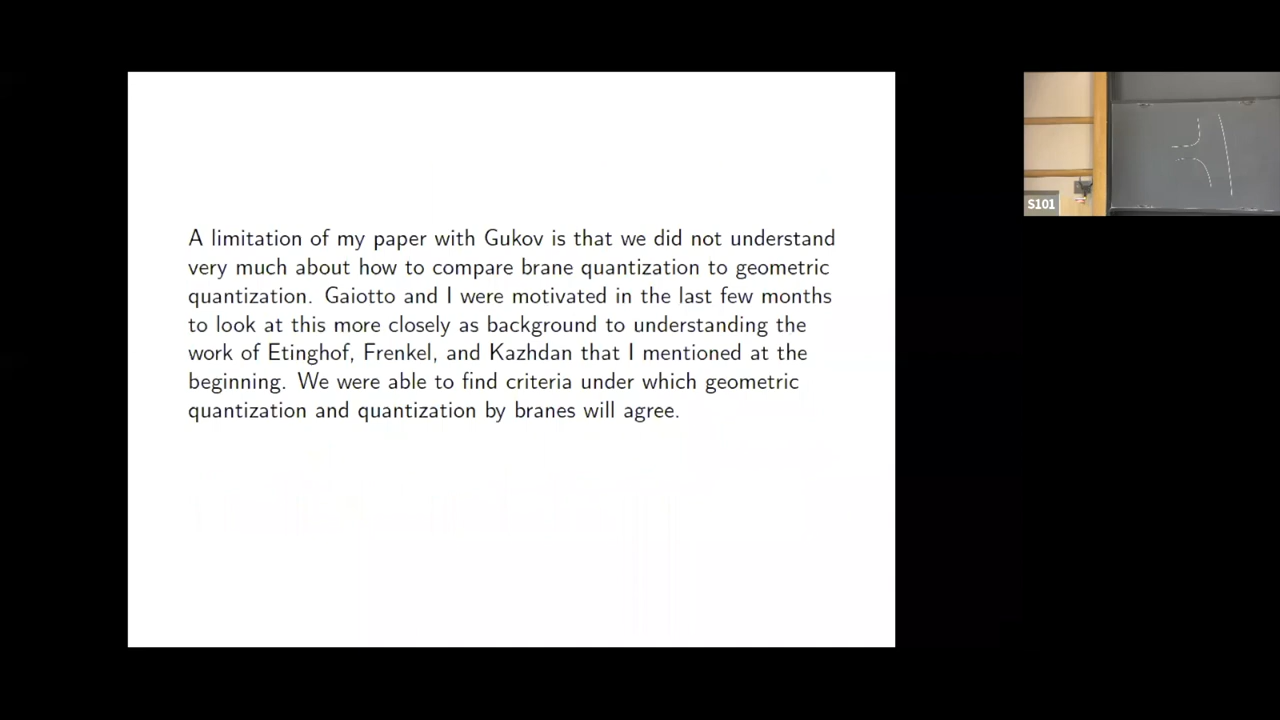 A limitation of my paper with Gukov is that we did not understand
very much about how to compare brane quantization to geometric
quantization. Gaiotto and I were motivated in the last few months
to look at this more closely as background to understanding the
work of Etinghof, Frenkel, and Kazhdan that I mentioned at the
beginning. We were able to find criteria under which geometric
quantization and quantization by branes will agree.
S101